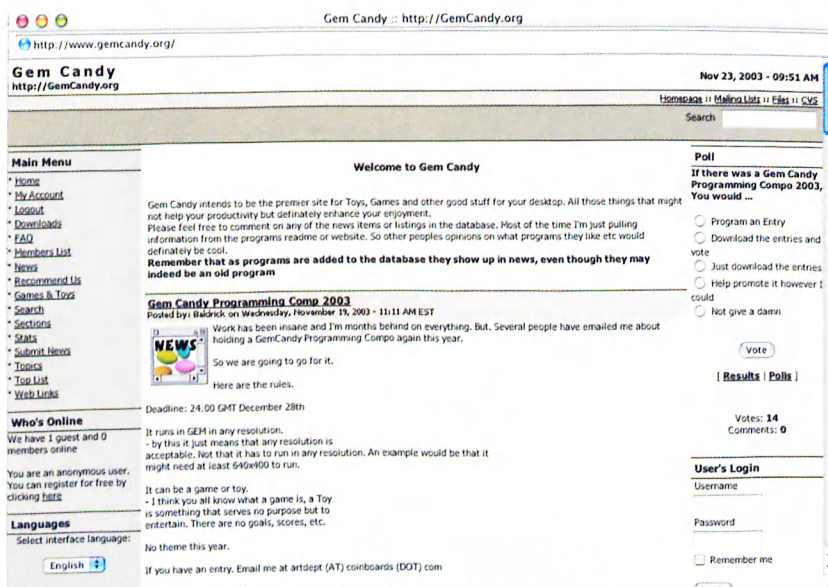 Gem Candy :: http://GemCandy.org
http://www.gemcandy.org/
Gem Candy
http://GemCandy.org
Nov 23, 2003 - 09:51 AM
Homepage :: Mailing Lists :: Files :: CVS
Search
Main Menu
* Home
* My Account
* Logout
* Downloads
* FAQ
* Members List
* News
* Recommend Us
* Games & Toys
* Search
* Sections
* Stats
* Submit News
* Topics
* Top List
* Web Links
Who's Online
We have 1 guest and 0
members online
You are an anonymous user.
You can register for free by
clicking here
Languages
Select interface language:
English
Welcome to Gem Candy
Gem Candy intends to be the premier site for Toys, Games and other good stuff for your desktop. All those things that might
not help your productivity but definately enhance your enjoyment.
Please feel free to comment on any of the news items or listings in the database. Most of the time I'm just pulling
information from the programs readme or website. So other peoples opinions on what programs they like etc would
definately be cool.
Remember that as programs are added to the database they show up in news, even though they may
indeed be an old program
Gem Candy Programming Comp 2003
Posted by: Baldrick on Wednesday, November 19, 2003 - 11:11 AM EST
NEWS
Work has been insane and I'm months behind on everything. But. Several people have emailed me about
holding a GemCandy Programming Compo again this year.
So we are going to go for it.
Here are the rules.
Deadline: 24:00 GMT December 28th
It runs in GEM in any resolution.
- by this it just means that any resolution is
acceptable. Not that it has to run in any resolution. An example would be that it
might need at least 640x400 to run.
It can be a game or toy.
- I think you all know what a game is, a Toy
is something that serves no purpose but to
entertain. There are no goals, scores, etc.
No theme this year.
If you have an entry. Email me at artdept (AT) coinboards (DOT) com
Poll
If there was a Gem Candy
Programming Compo 2003,
You would ...
Program an Entry
Download the entries and
vote
Just download the entries
Help promote it however I
could
Not give a damn
Vote
[ Results | Polls ]
Votes: 14
Comments: 0
User's Login
Username
Password
Remember me